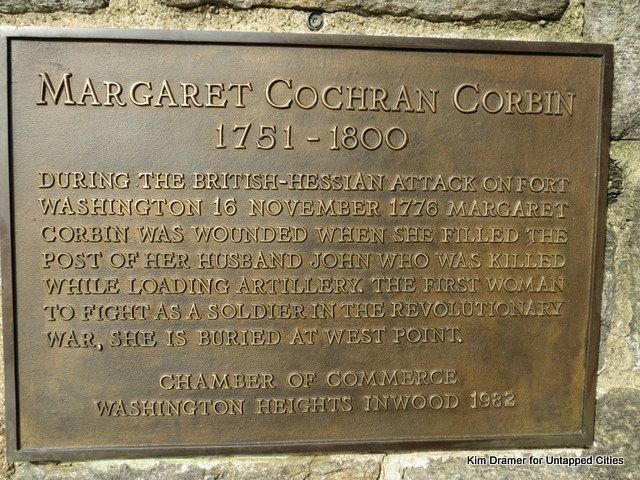 MARGARET COCHRAN CORBIN
1751-1800
DURING THE BRITISH-HESSIAN ATTACK ON FORT
WASHINGTON 16 NOVEMBER 1776 MARGARET
CORBIN WAS WOUNDED WHEN SHE FILLED THE
POST OF HER HUSBAND JOHN WHO WAS KILLED
WHILE LOADING ARTILLERY. THE FIRST WOMAN
TO FIGHT AS A SOLDIER IN THE REVOLUTIONARY
WAR, SHE IS BURIED AT WEST POINT.
CHAMBER OF COMMERCE
WASHINGTON HEIGHTS INWOOD 1982
Kim Dramer for Untapped Cities